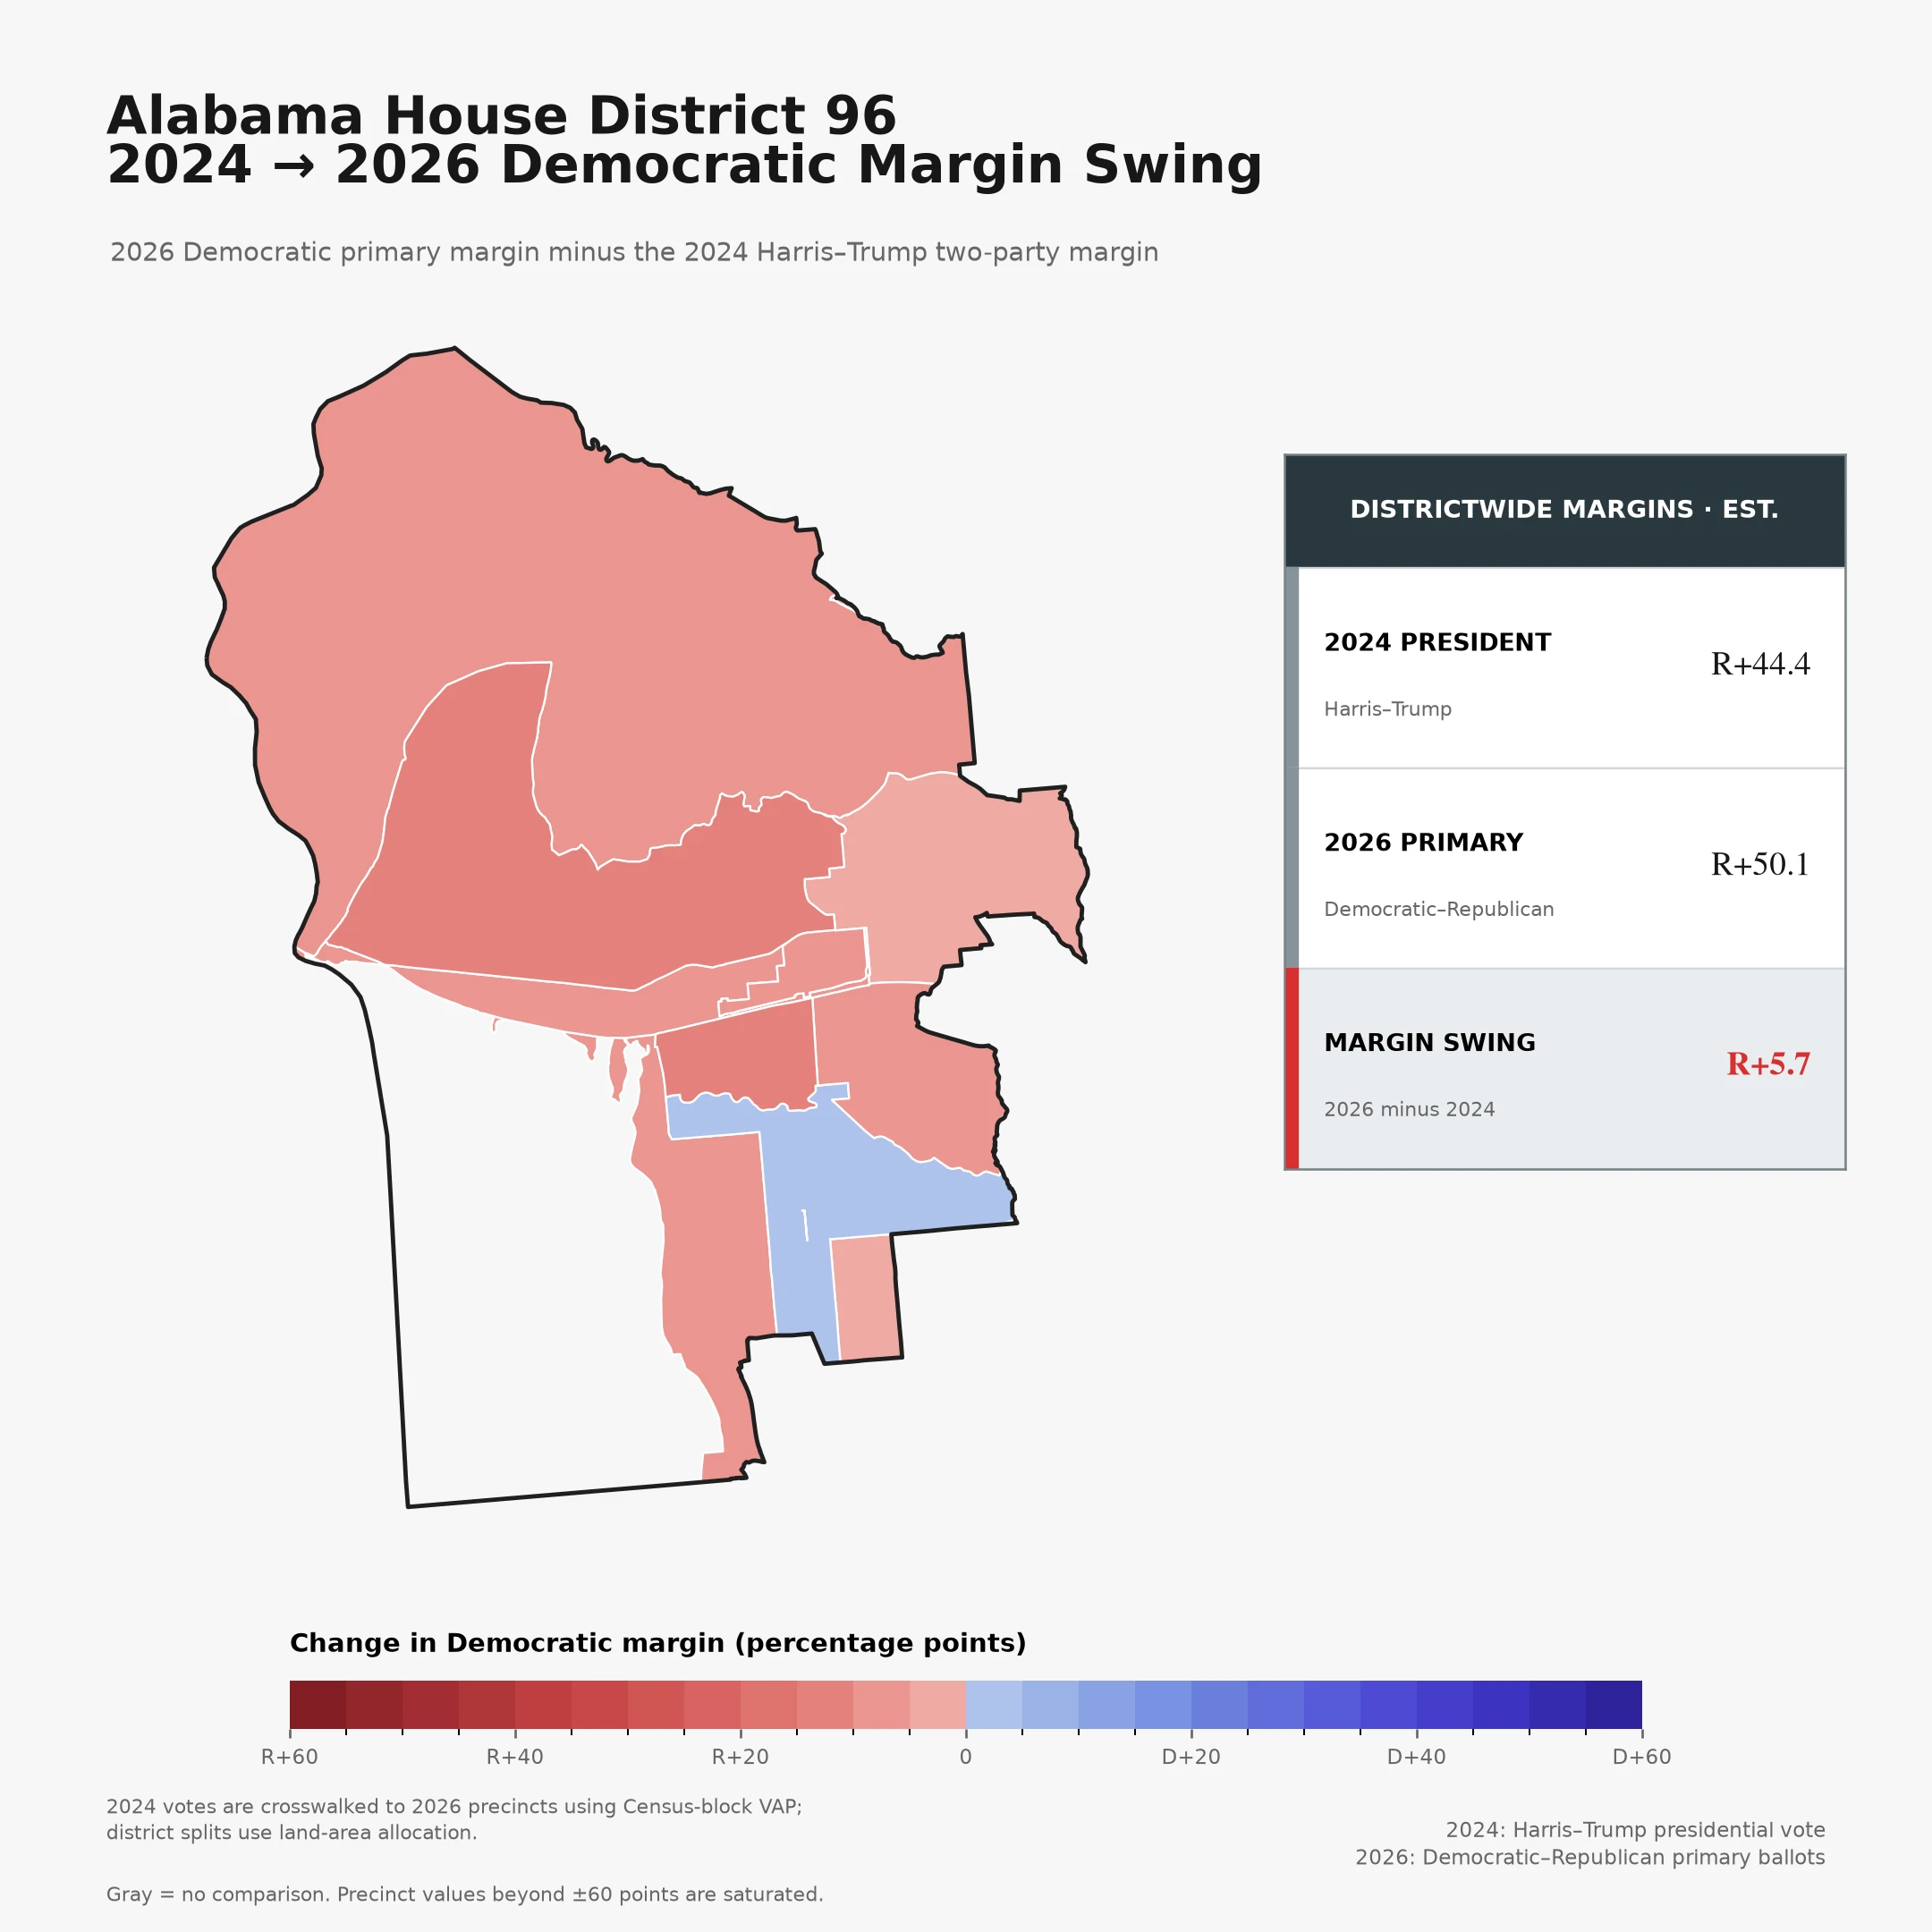 Alabama House District 96
2024 → 2026 Democratic Margin Swing
2026 Democratic primary margin minus the 2024 Harris–Trump two-party margin
DISTRICTWIDE MARGINS · EST.
2024 PRESIDENT
R+44.4
Harris–Trump
2026 PRIMARY
R+50.1
Democratic–Republican
MARGIN SWING
R+5.7
2026 minus 2024
Change in Democratic margin (percentage points)
R+60 R+40 R+20 0 D+20 D+40 D+60
2024 votes are crosswalked to 2026 precincts using Census-block VAP;
district splits use land-area allocation.
Gray = no comparison. Precinct values beyond ±60 points are saturated.
2024: Harris–Trump presidential vote
2026: Democratic–Republican primary ballots